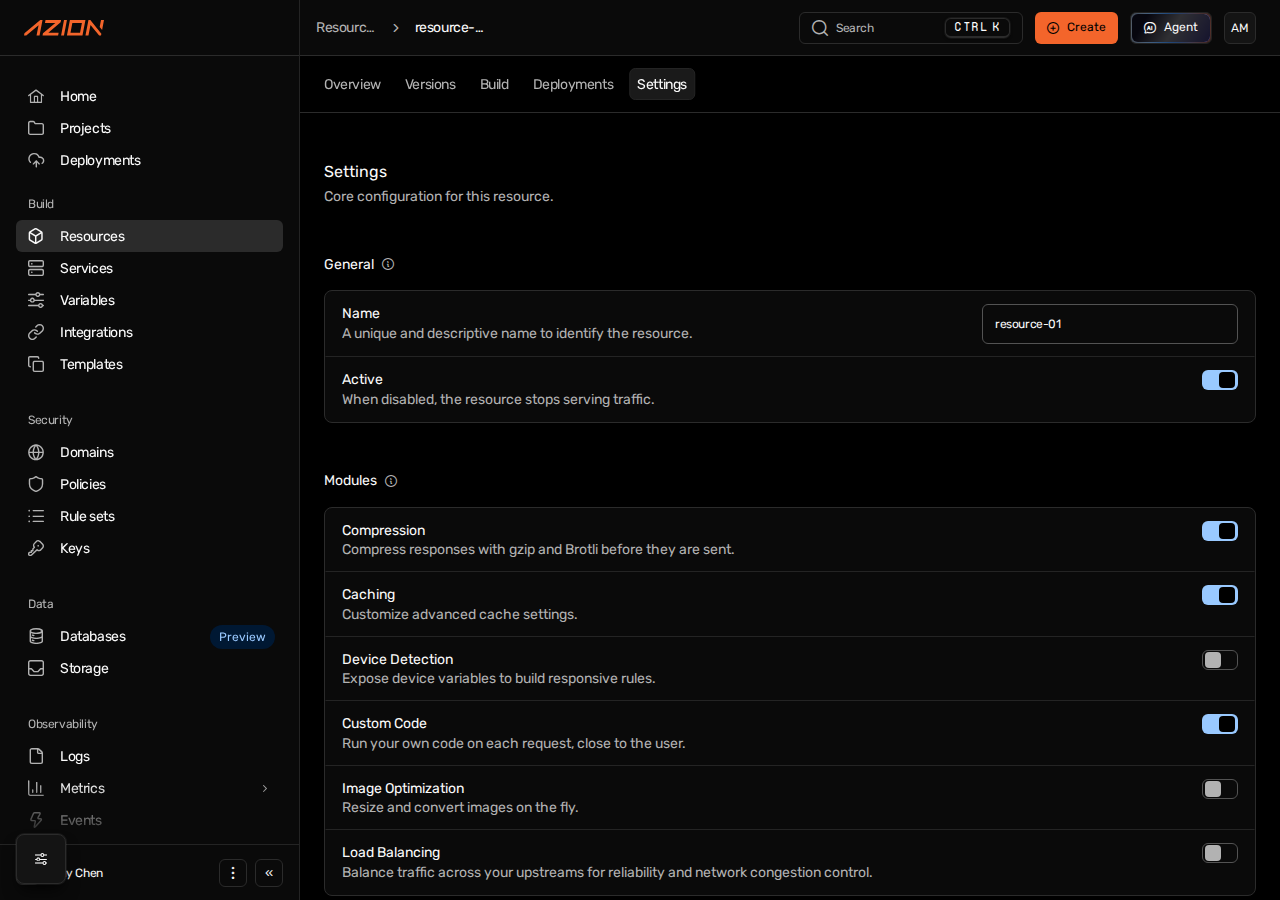 AZION
Resourc...
resource-...
Search
CTRL K
Create
Agent
AM
Overview
Versions
Build
Deployments
Settings
Home
Projects
Deployments
Build
Resources
Services
Variables
Integrations
Templates
Security
Domains
Policies
Rule sets
Keys
Data
Databases
Preview
Storage
Observability
Logs
Metrics
Events
y Chen
Settings
Core configuration for this resource.
General
Name
A unique and descriptive name to identify the resource.
resource-01
Active
When disabled, the resource stops serving traffic.
Modules
Compression
Compress responses with gzip and Brotli before they are sent.
Caching
Customize advanced cache settings.
Device Detection
Expose device variables to build responsive rules.
Custom Code
Run your own code on each request, close to the user.
Image Optimization
Resize and convert images on the fly.
Load Balancing
Balance traffic across your upstreams for reliability and network congestion control.